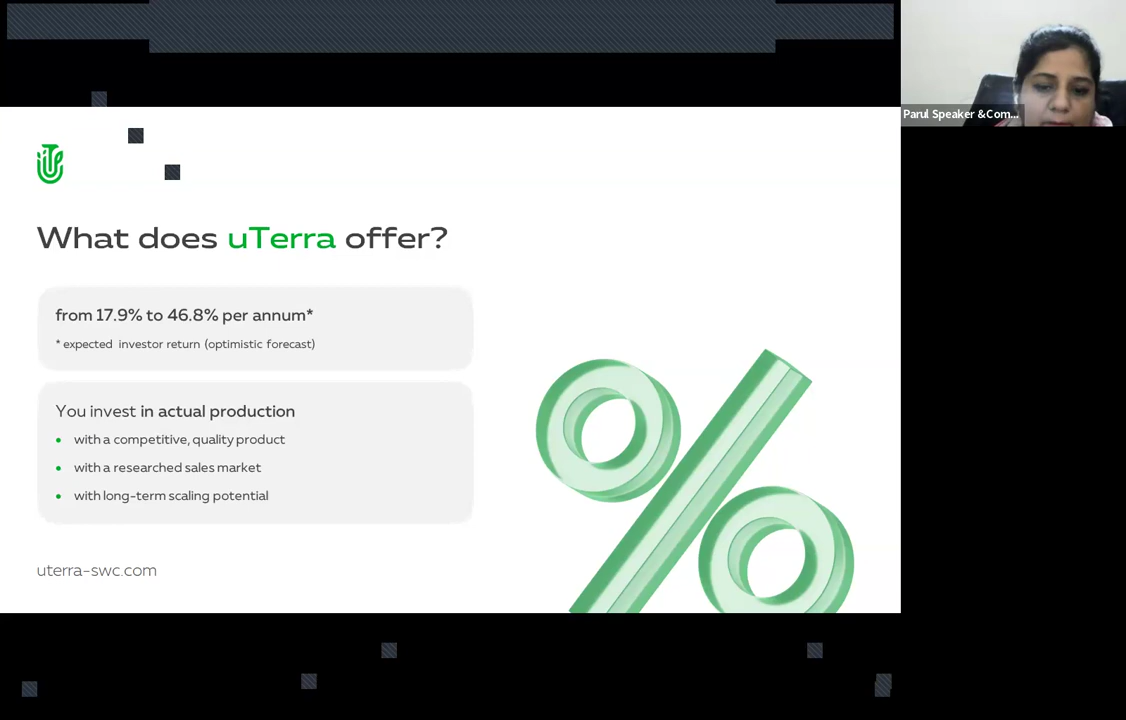 Parul Speaker &Com...
What does uTerra offer?
from 17.9% to 46.8% per annum*
* expected investor return (optimistic forecast)
You invest in actual production
• with a competitive, quality product
• with a researched sales market
• with long-term scaling potential
uterra-swc.com